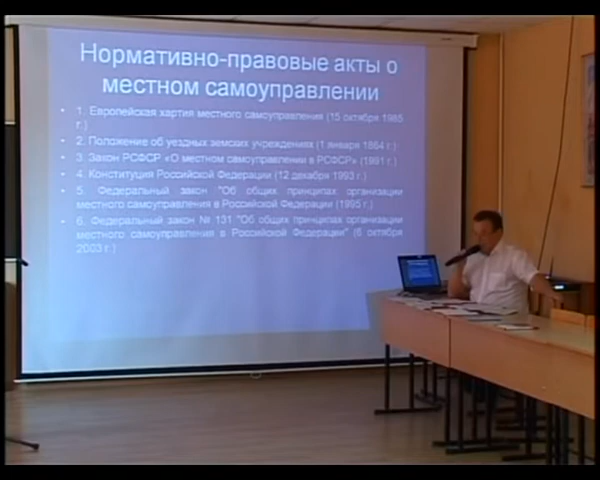 Нормативно-правовые акты о
местном самоуправлении
• 1. Европейская хартия местного самоуправления (15 октября 1985
г.)
• 2. Положение об уездных земских учреждениях (1 января 1864 г.)
• 3. Закон РСФСР «О местном самоуправлении в РСФСР» (1991 г.)
• 4. Конституция Российской Федерации (12 декабря 1993 г.)
• 5. Федеральный закон "Об общих принципах организации
местного самоуправления в Российской Федерации (1995 г.)
• 6. Федеральный закон № 131 "Об общих принципах организации
местного самоуправления в Российской Федерации" (6 октября
2003 г.)